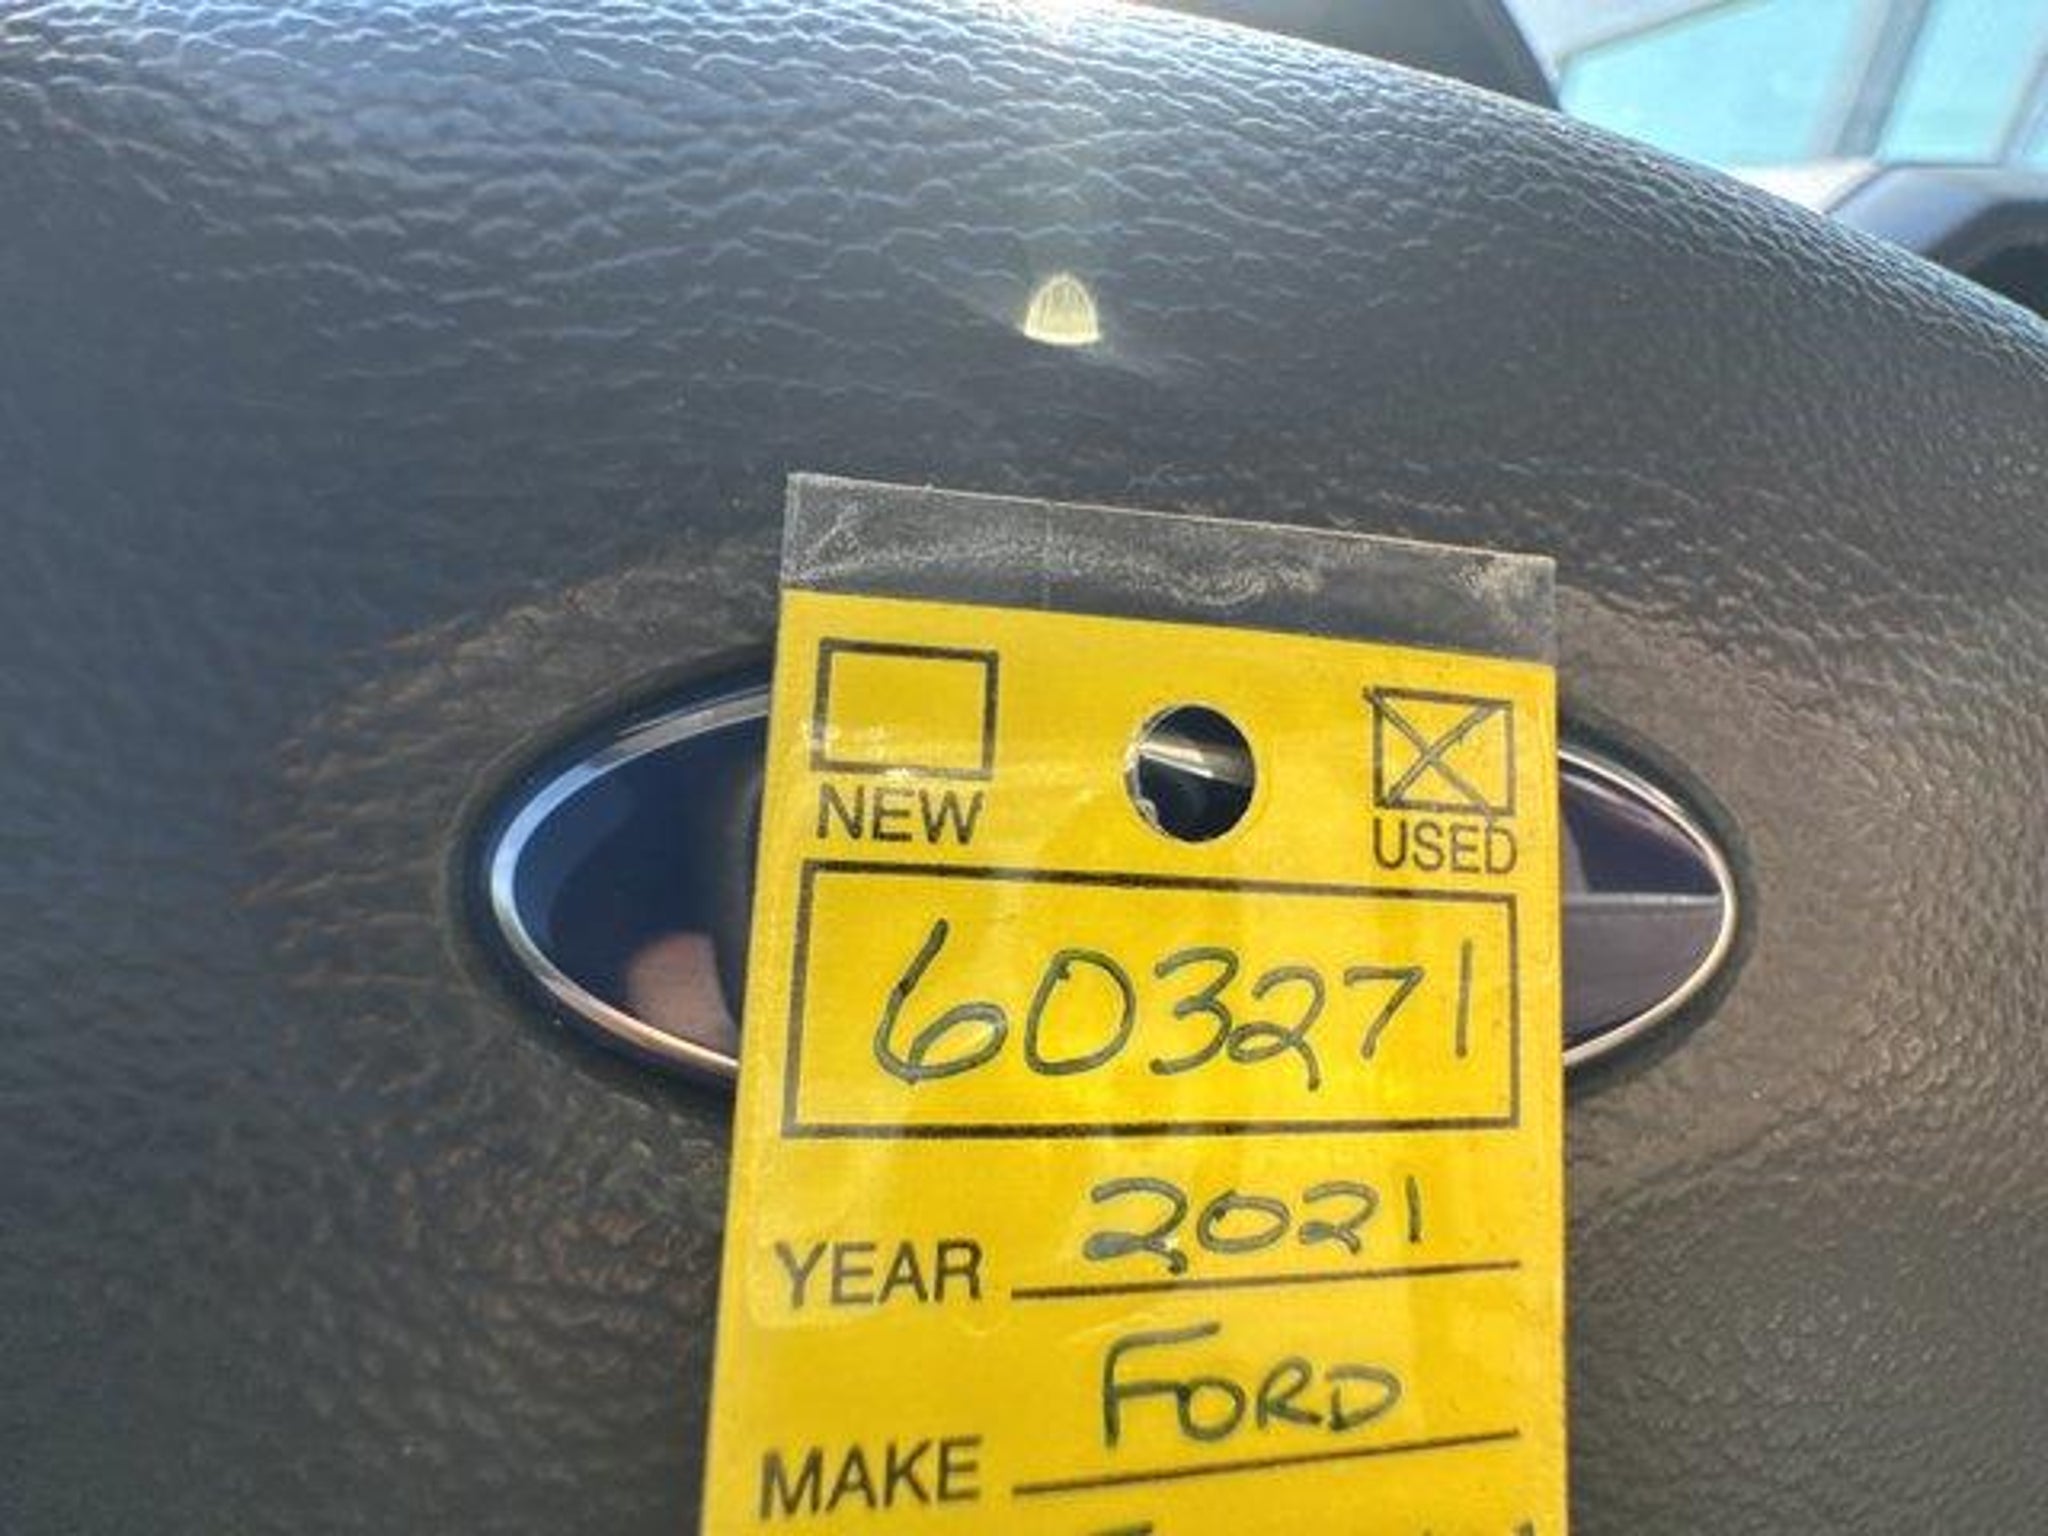 NEW USED
603271
YEAR 2021
MAKE FORD